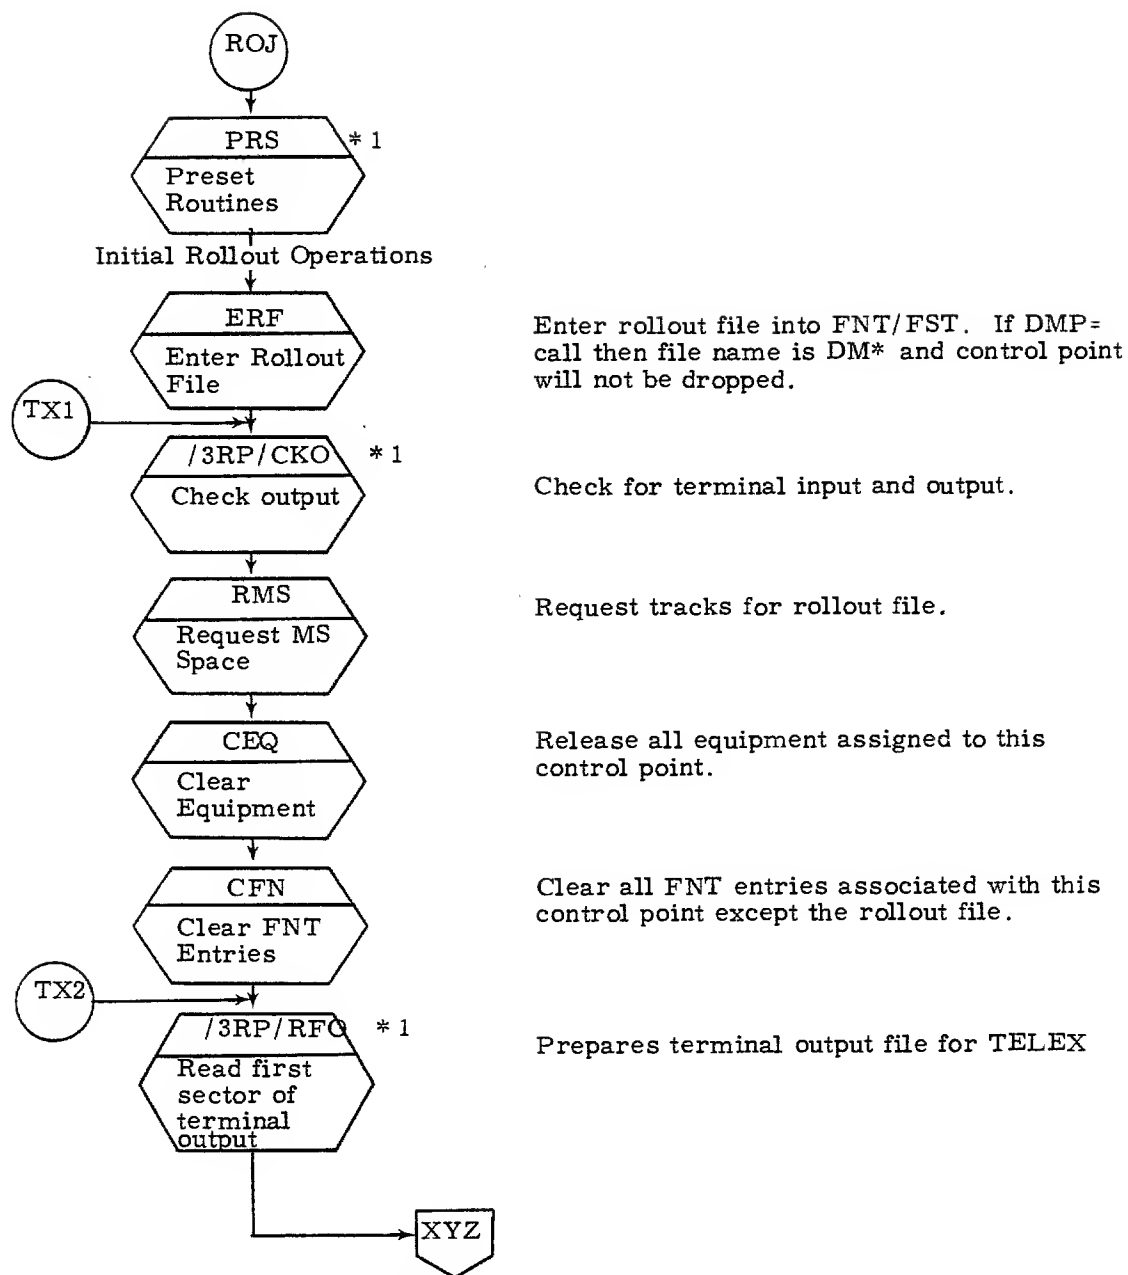 ROJ
PRS *1
Preset
Routines
Initial Rollout Operations
ERF
Enter Rollout
File
Enter rollout file into FNT/FST. If DMP=
call then file name is DM* and control point
will not be dropped.
TX1
/3RP/CKO *1
Check output
Check for terminal input and output.
RMS
Request MS
Space
Request tracks for rollout file.
CEQ
Clear
Equipment
Release all equipment assigned to this
control point.
CFN
Clear FNT
Entries
Clear all FNT entries associated with this
control point except the rollout file.
TX2
/3RP/RFO *1
Read first
sector of
terminal
output
Prepares terminal output file for TELEX
XYZ